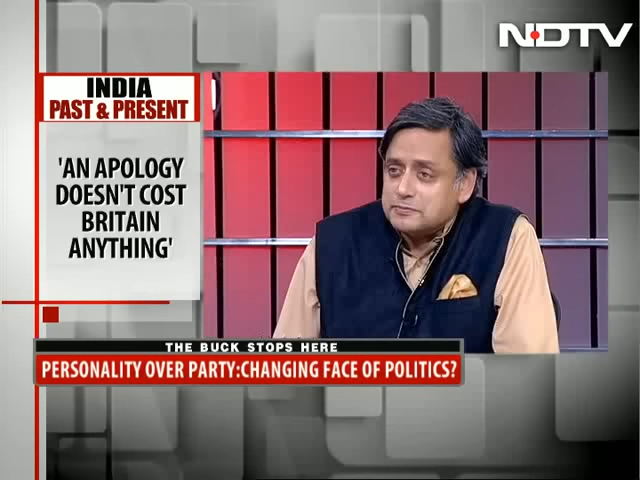 NDTV
INDIA
PAST & PRESENT
'AN APOLOGY
DOESN'T COST
BRITAIN
ANYTHING'
THE BUCK STOPS HERE
PERSONALITY OVER PARTY:CHANGING FACE OF POLITICS?